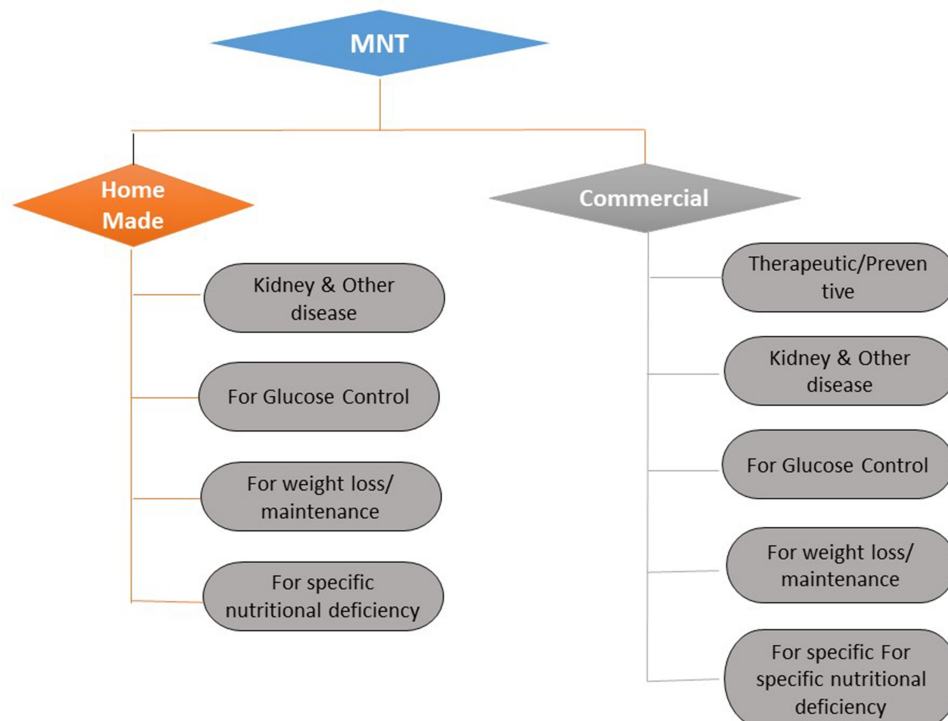 MNT
Home
Made
Kidney & Other
disease
For Glucose Control
For weight loss/
maintenance
For specific
nutritional deficiency
Commercial
Therapeutic/Preven
tive
Kidney & Other
disease
For Glucose Control
For weight loss/
maintenance
For specific For
specific nutritional
deficiency